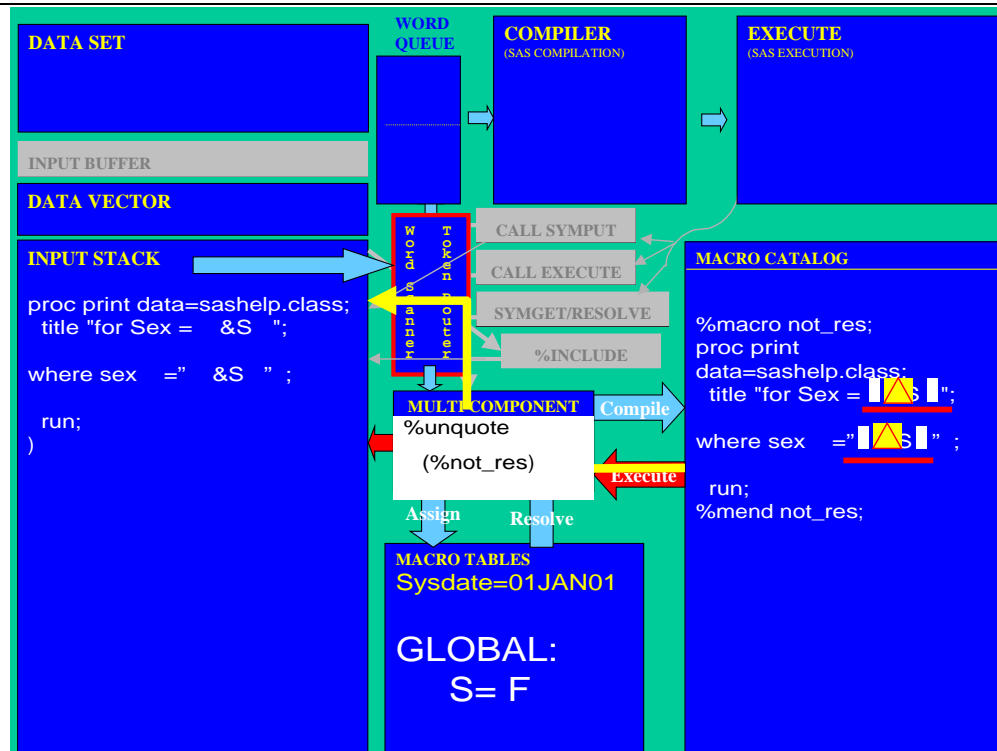 DATA SET
WORD
QUEUE
COMPILER
(SAS COMPILATION)
EXECUTE
(SAS EXECUTION)
INPUT BUFFER
DATA VECTOR
Word Scanner
Token Router
CALL SYMPUT
CALL EXECUTE
SYMGET/RESOLVE
%INCLUDE
INPUT STACK
proc print data=sashelp.class;
title "for Sex = &S ";
where sex =" &S " ;
run;
)
MULTI COMPONENT
%unquote
(%not_res)
Compile
Execute
Assign
Resolve
MACRO TABLES
Sysdate=01JAN01
GLOBAL:
S= F
MACRO CATALOG
%macro not_res;
proc print
data=sashelp.class;
title "for Sex = S ";
where sex =" S " ;
run;
%mend not_res;